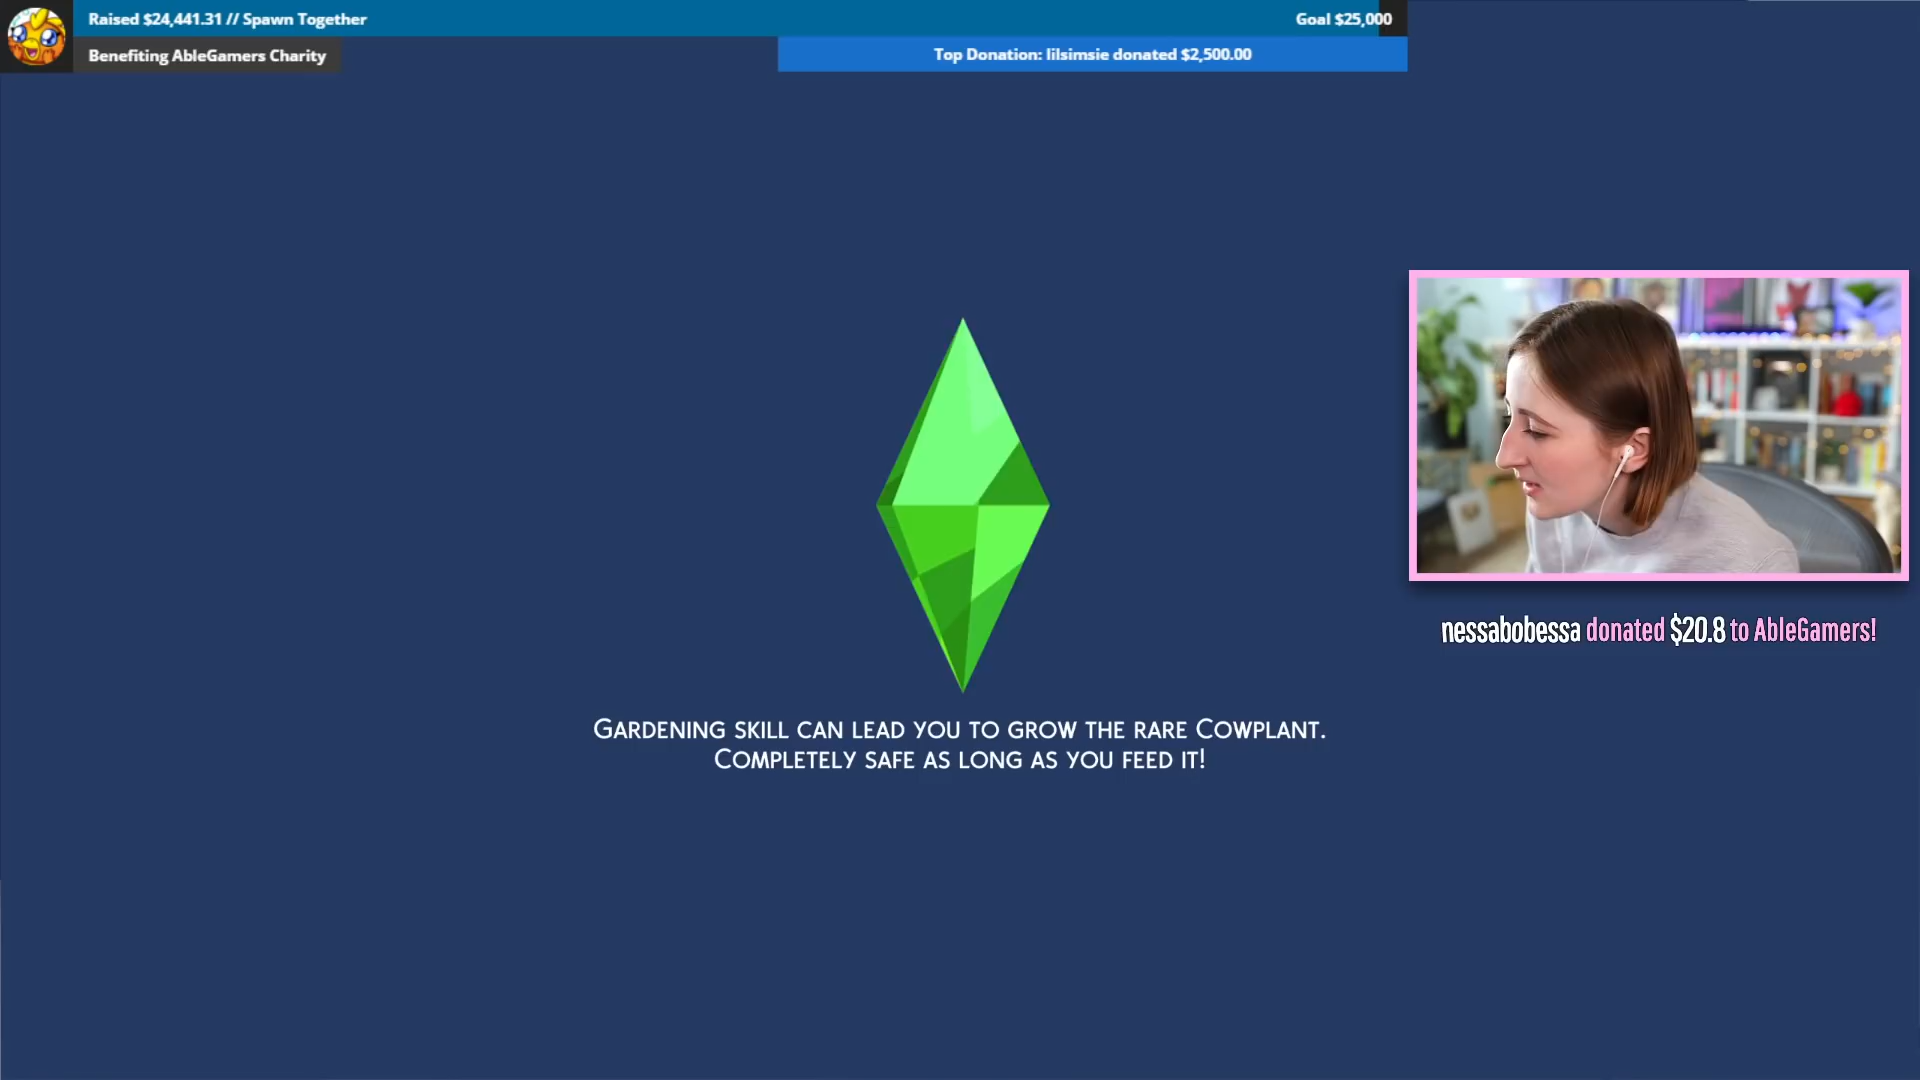 Raised $24,441.31 // Spawn Together
Goal $25,000
Benefiting AbleGamers Charity
Top Donation: lilsimsie donated $2,500.00
nessabobessa donated $20.8 to AbleGamers!
Gardening skill can lead you to grow the rare Cowplant.
Completely safe as long as you feed it!